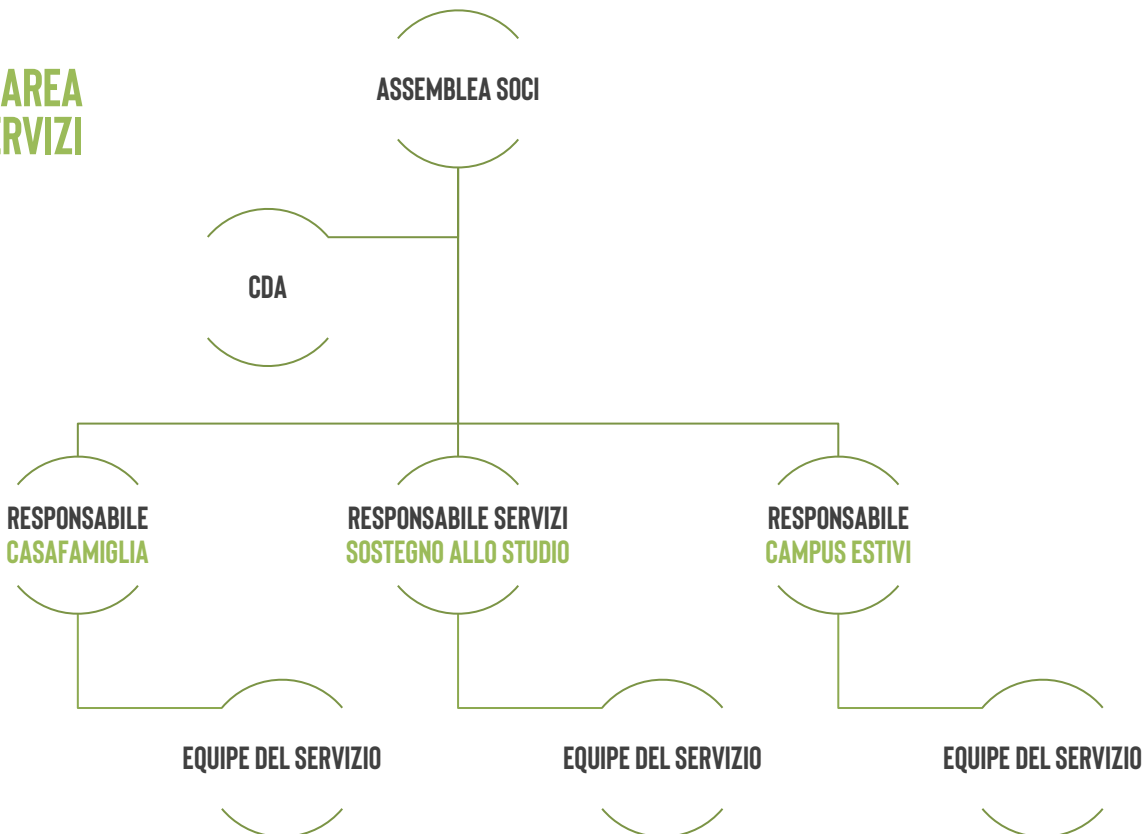 AREA
ERVIZI
ASSEMBLEA SOCI
CDA
RESPONSABILE
CASAFAMIGLIA
RESPONSABILE SERVIZI
SOSTEGNO ALLO STUDIO
RESPONSABILE
CAMPUS ESTIVI
EQUIPE DEL SERVIZIO
EQUIPE DEL SERVIZIO
EQUIPE DEL SERVIZIO